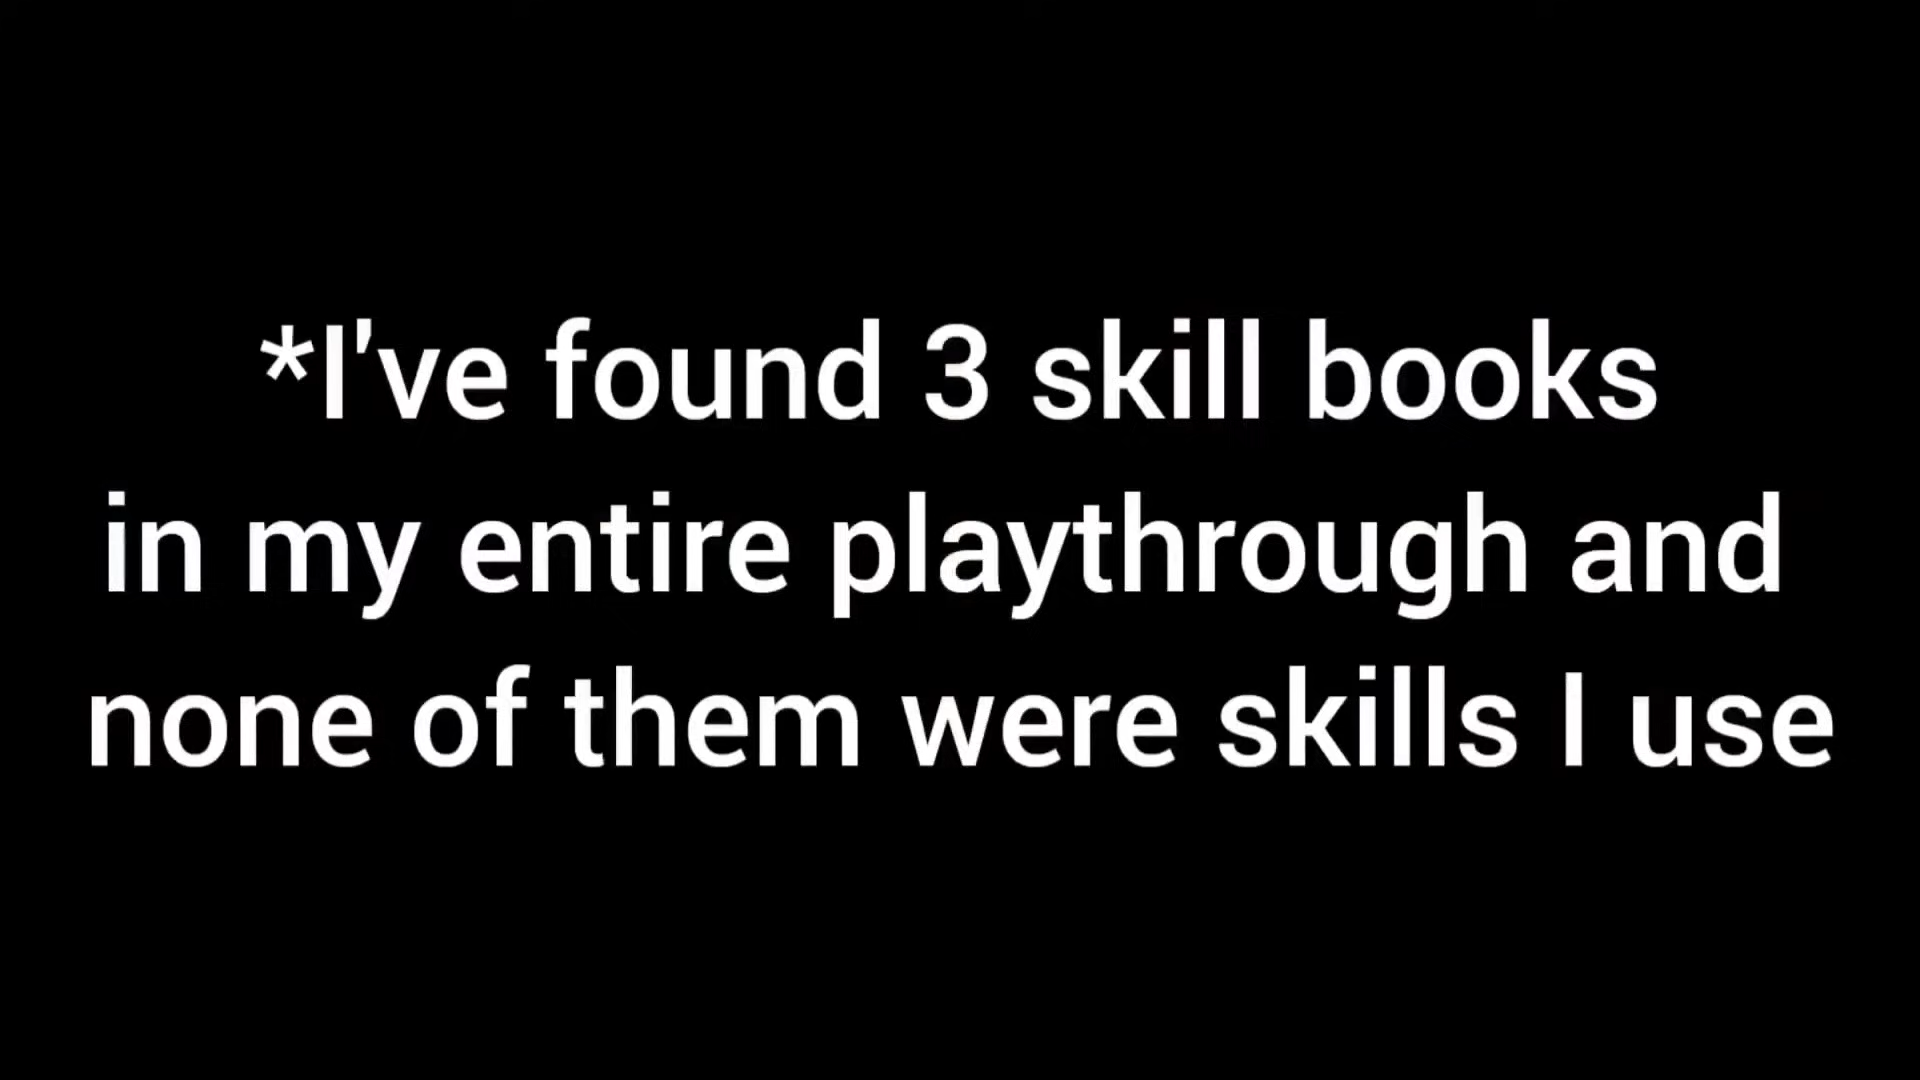 *I've found 3 skill books
in my entire playthrough and
none of them were skills I use